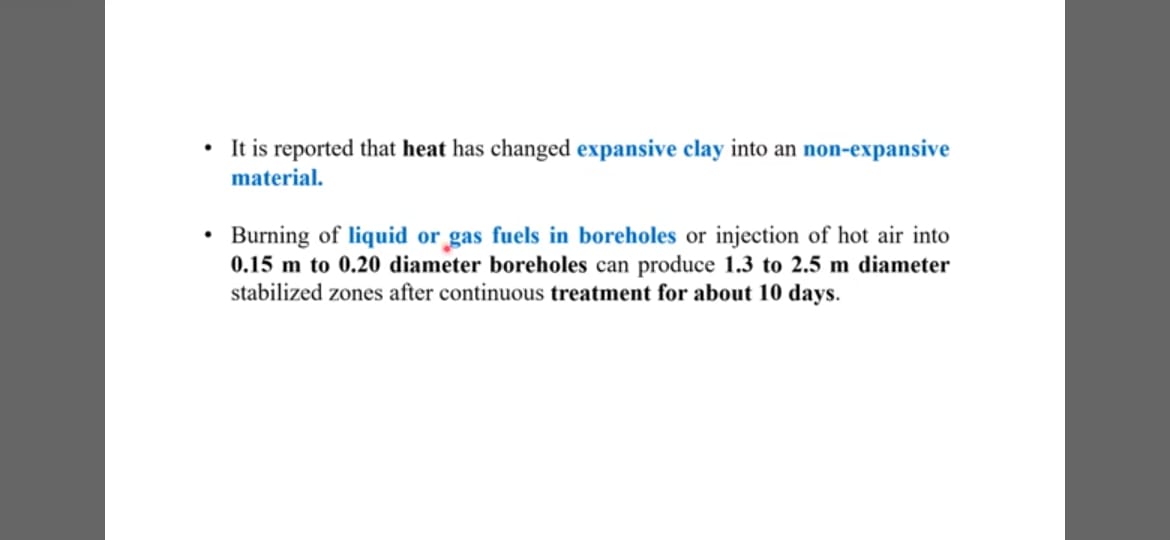 • It is reported that heat has changed expansive clay into an non-expansive
material.
• Burning of liquid or gas fuels in boreholes or injection of hot air into
0.15 m to 0.20 diameter boreholes can produce 1.3 to 2.5 m diameter
stabilized zones after continuous treatment for about 10 days.